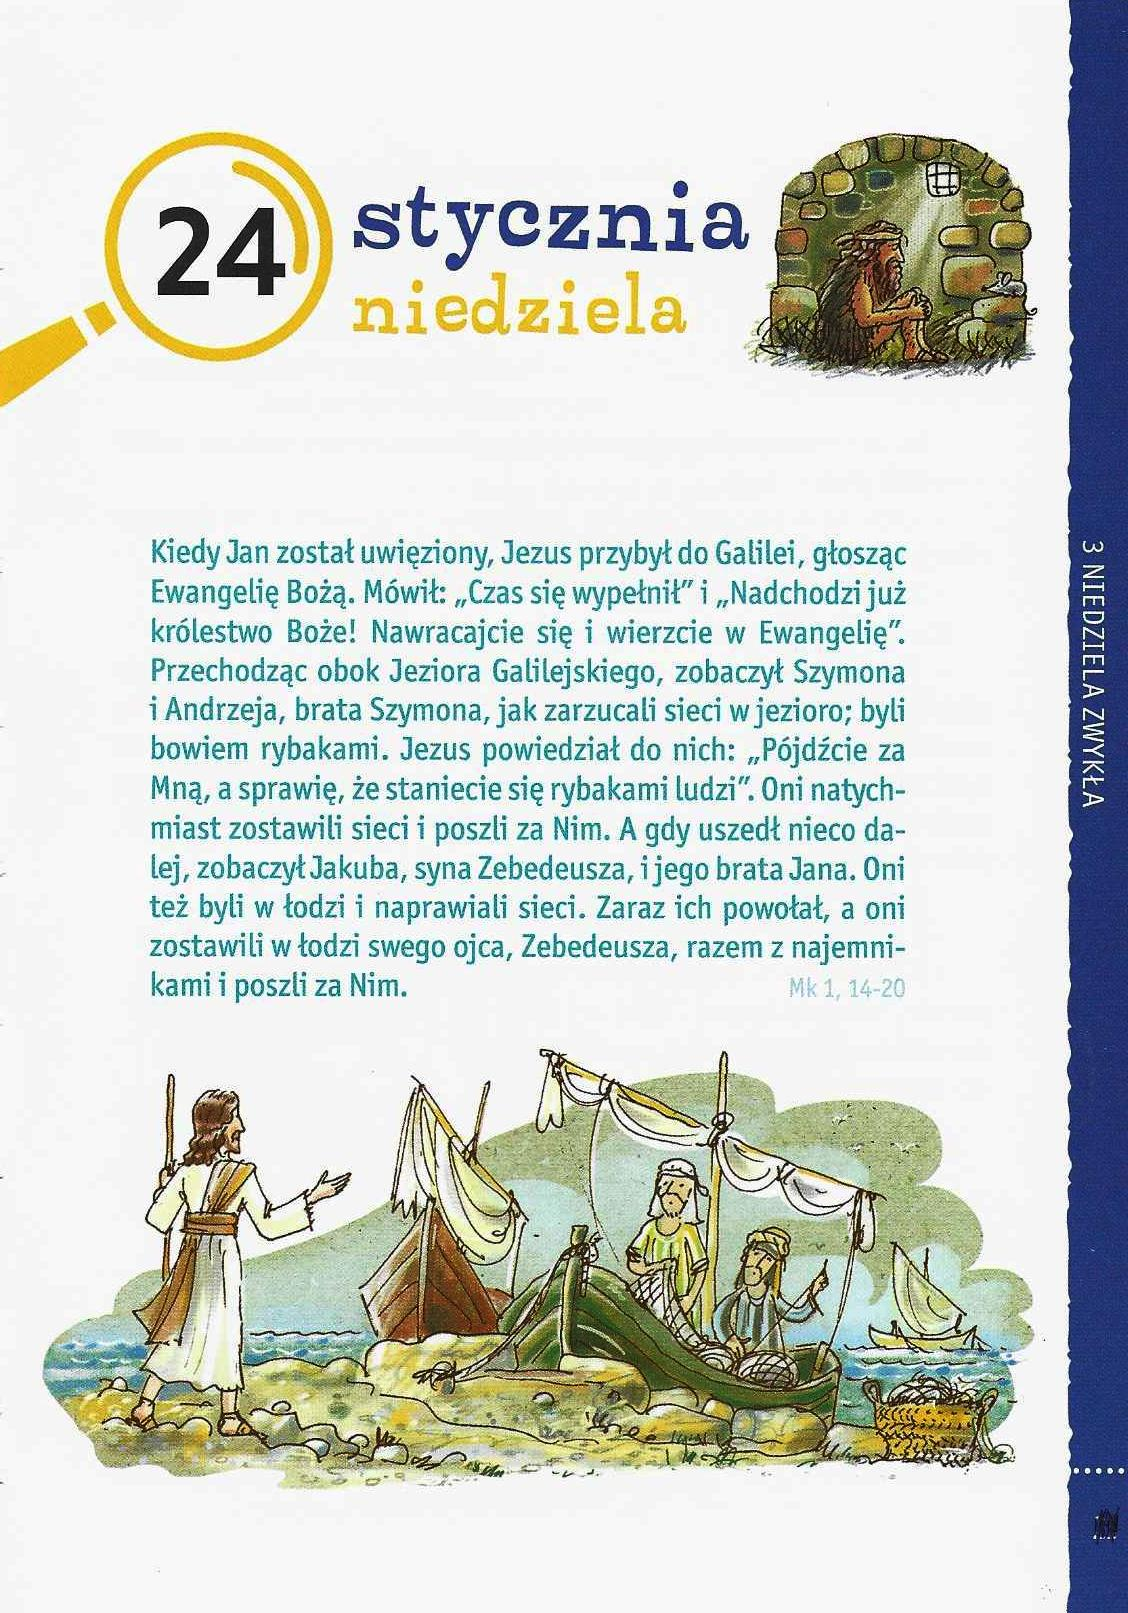 24
stycznia
niedziela
Kiedy Jan został uwięziony, Jezus przybył do Galilei, głosząc
Ewangelię Bożą. Mówił: „Czas się wypełnił” i „Nadchodzi już
królestwo Boże! Nawracajcie się i wierzcie w Ewangelię”.
Przechodząc obok Jeziora Galilejskiego, zobaczył Szymona
i Andrzeja, brata Szymona, jak zarzucali sieci w jezioro; byli
bowiem rybakami. Jezus powiedział do nich: „Pójdźcie za
Mną, a sprawię, że staniecie się rybakami ludzi”. Oni natych-
miast zostawili sieci i poszli za Nim. A gdy uszedł nieco da-
lej, zobaczył Jakuba, syna Zebedeusza, i jego brata Jana. Oni
też byli w łodzi i naprawiali sieci. Zaraz ich powołał, a oni
zostawili w łodzi swego ojca, Zebedeusza, razem z najemni-
kami i poszli za Nim.
Mk 1, 14-20
3 NIEDZIELA ZWYKŁA